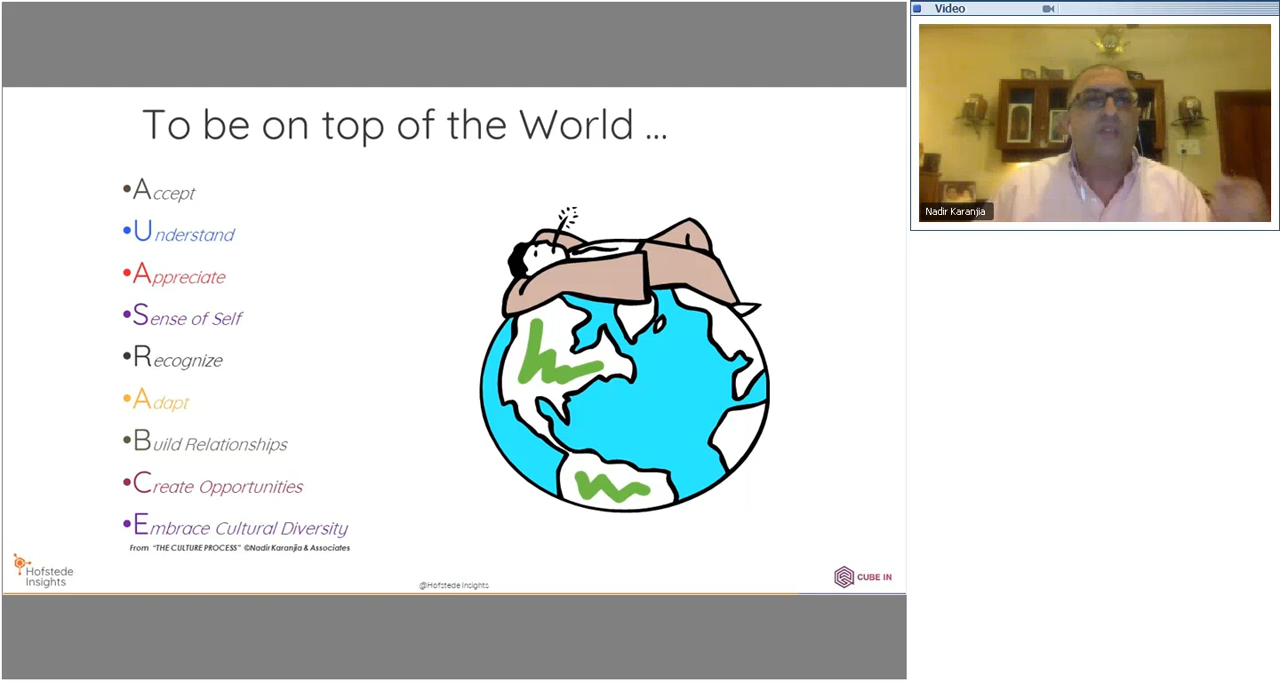 To be on top of the World ...
•Accept
•Understand
•Appreciate
•Sense of Self
•Recognize
•Adapt
•Build Relationships
•Create Opportunities
•Embrace Cultural Diversity
From "THE CULTURE PROCESS" ©Nadir Karanjia & Associates
Hofstede
Insights
@Hofstede Insights
CUBE IN
Video
Nadir Karanjia